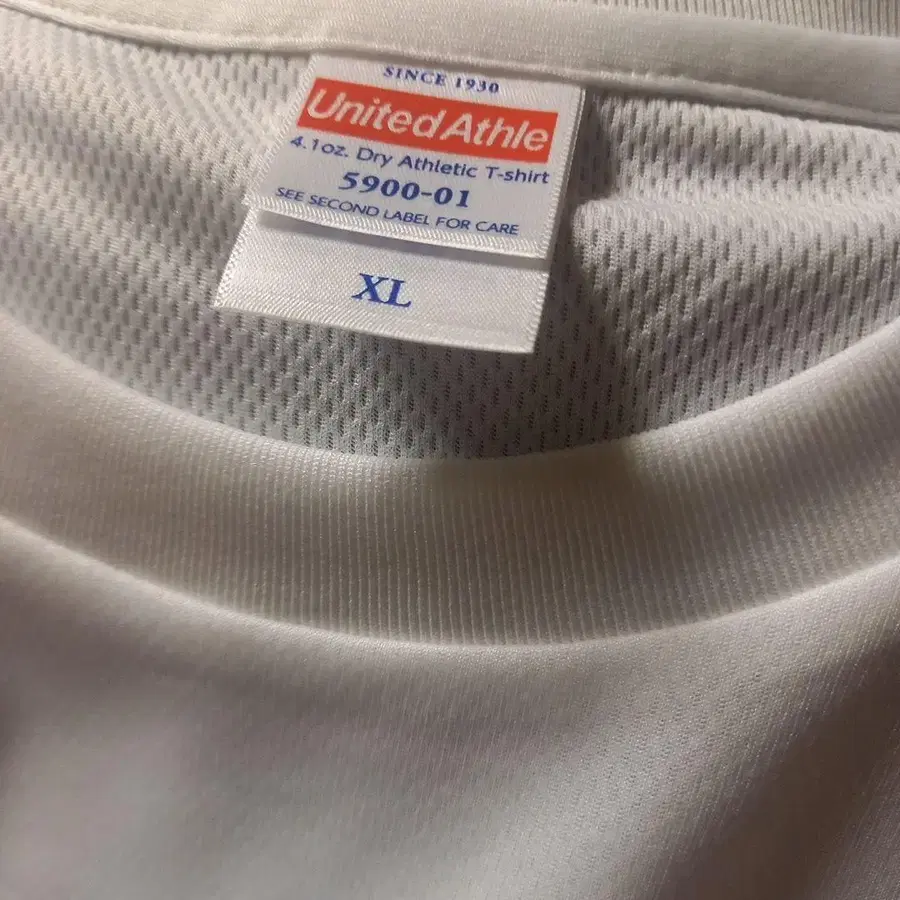 SINCE 1930
UnitedAthle
4.1oz. Dry Athletic T-shirt
5900-01
SEE SECOND LABEL FOR CARE
XL